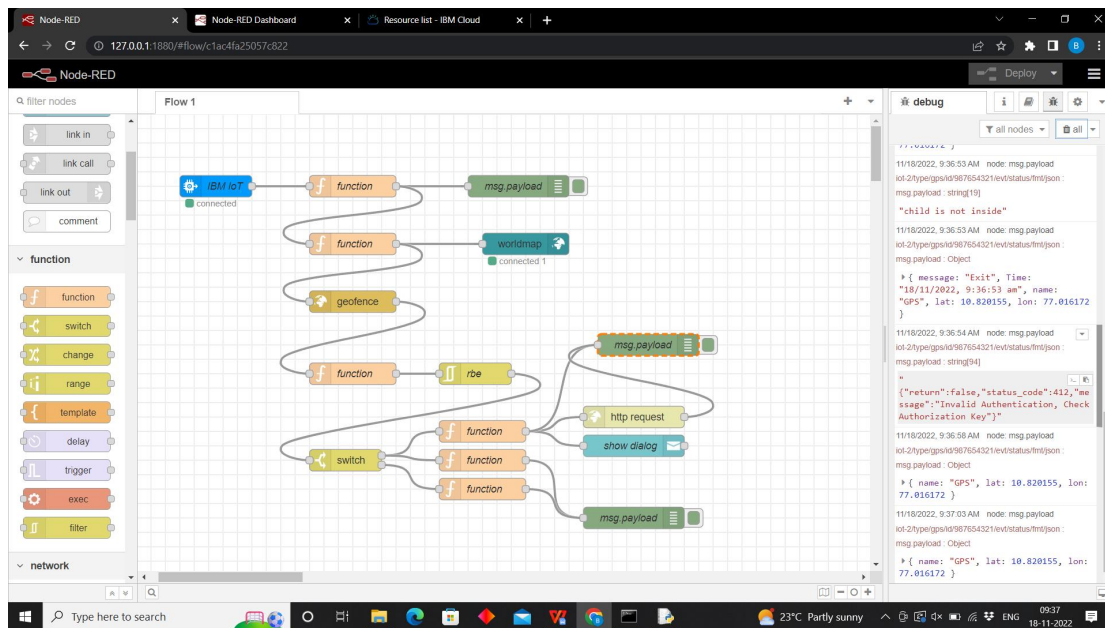 Node-RED
Node-RED Dashboard
Resource list - IBM Cloud
127.0.0.1:1880/#flow/c1ac4fa25057c822
B
Node-RED
Deploy
filter nodes
Flow 1
debug
i
all nodes
all
link in
link call
link out
comment
function
function
switch
change
range
template
delay
trigger
exec
filter
network
IBM IoT
connected
function
msg.payload
function
worldmap
connected 1
geofence
msg.payload
function
rbe
http request
function
show dialog
switch
function
function
msg.payload
11/18/2022, 9:36:53 AM node: msg.payload
iot-2/type/gps/id/987654321/evt/status/fmt/json :
msg.payload : string[19]
"child is not inside"
11/18/2022, 9:36:53 AM node: msg.payload
iot-2/type/gps/id/987654321/evt/status/fmt/json :
msg.payload : Object
{ message: "Exit", Time:
"18/11/2022, 9:36:53 am", name:
"GPS", lat: 10.820155, lon: 77.016172
}
11/18/2022, 9:36:54 AM node: msg.payload
iot-2/type/gps/id/987654321/evt/status/fmt/json :
msg.payload : string[94]
"
{"return":false,"status_code":412,"me
ssage":"Invalid Authentication, Check
Authorization Key"}"
11/18/2022, 9:36:58 AM node: msg.payload
iot-2/type/gps/id/987654321/evt/status/fmt/json :
msg.payload : Object
{ name: "GPS", lat: 10.820155, lon:
77.016172 }
11/18/2022, 9:37:03 AM node: msg.payload
iot-2/type/gps/id/987654321/evt/status/fmt/json :
msg.payload : Object
{ name: "GPS", lat: 10.820155, lon:
77.016172 }
Type here to search
23°C Partly sunny
ENG
09:37
18-11-2022